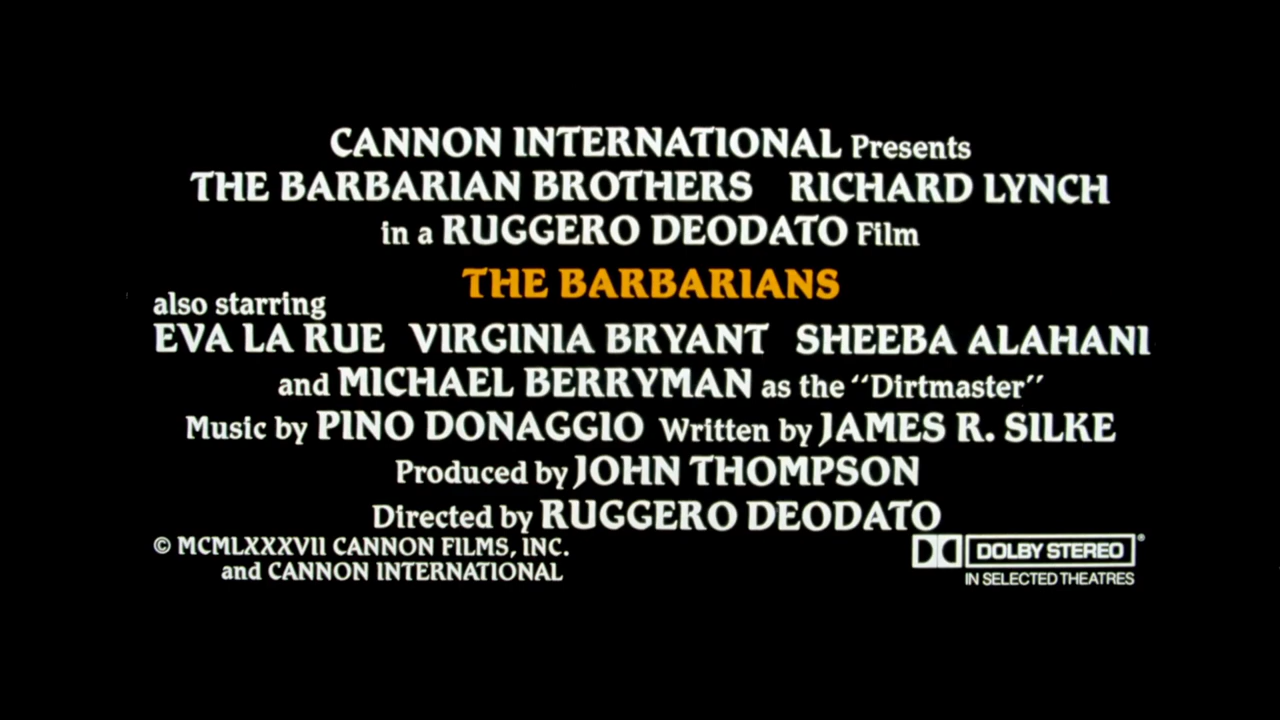 CANNON INTERNATIONAL Presents
THE BARBARIAN BROTHERS RICHARD LYNCH
in a RUGGERO DEODATO Film
THE BARBARIANS
also starring
EVA LA RUE VIRGINIA BRYANT SHEEBA ALAHANI
and MICHAEL BERRYMAN as the "Dirtmaster"
Music by PINO DONAGGIO Written by JAMES R. SILKE
Produced by JOHN THOMPSON
Directed by RUGGERO DEODATO
© MCMLXXXVII CANNON FILMS, INC.
and CANNON INTERNATIONAL
DOLBY STEREO®
IN SELECTED THEATRES